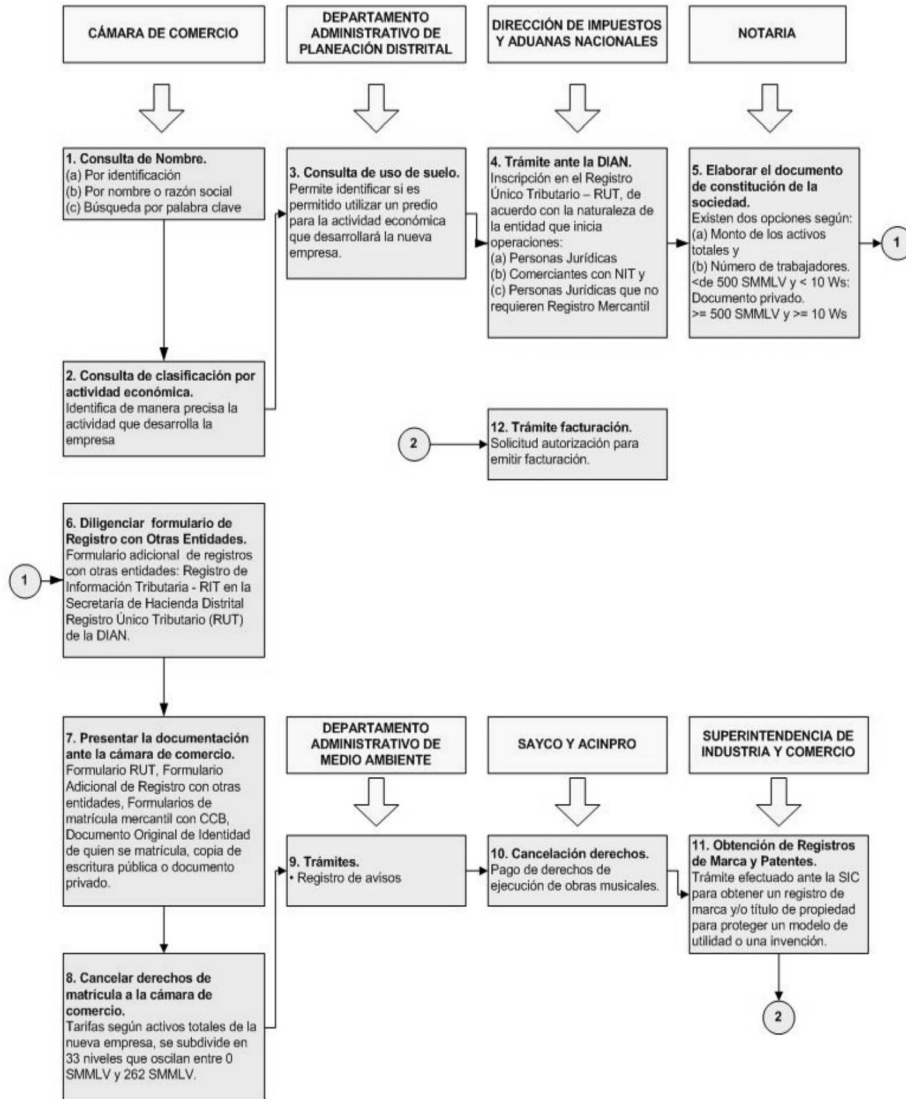 CÁMARA DE COMERCIO
DEPARTAMENTO
ADMINISTRATIVO DE
PLANEACIÓN DISTRITAL
DIRECCIÓN DE IMPUESTOS
Y ADUANAS NACIONALES
NOTARIA
1. Consulta de Nombre.
(a) Por identificación
(b) Por nombre o razón social
(c) Búsqueda por palabra clave
3. Consulta de uso de suelo.
Permite identificar si es
permitido utilizar un predio
para la actividad económica
que desarrollará la nueva
empresa.
4. Trámite ante la DIAN.
Inscripción en el Registro
Único Tributario – RUT, de
acuerdo con la naturaleza de
la entidad que inicia
operaciones:
(a) Personas Jurídicas
(b) Comerciantes con NIT y
(c) Personas Jurídicas que no
requieren Registro Mercantil
5. Elaborar el documento
de constitución de la
sociedad.
Existen dos opciones según:
(a) Monto de los activos
totales y
(b) Número de trabajadores.
<de 500 SMMLV y < 10 Ws:
Documento privado.
>= 500 SMMLV y >= 10 Ws
1
2. Consulta de clasificación por
actividad económica.
Identifica de manera precisa la
actividad que desarrolla la
empresa
2
12. Trámite facturación.
Solicitud autorización para
emitir facturación.
1
6. Diligenciar formulario de
Registro con Otras Entidades.
Formulario adicional de registros
con otras entidades: Registro de
Información Tributaria - RIT en la
Secretaría de Hacienda Distrital
Registro Único Tributario (RUT)
de la DIAN.
7. Presentar la documentación
ante la cámara de comercio.
Formulario RUT, Formulario
Adicional de Registro con otras
entidades, Formularios de
matrícula mercantil con CCB,
Documento Original de Identidad
de quien se matrícula, copia de
escritura pública o documento
privado.
DEPARTAMENTO
ADMINISTRATIVO DE
MEDIO AMBIENTE
SAYCO Y ACINPRO
SUPERINTENDENCIA DE
INDUSTRIA Y COMERCIO
9. Trámites.
• Registro de avisos
10. Cancelación derechos.
Pago de derechos de
ejecución de obras musicales.
11. Obtención de Registros
de Marca y Patentes.
Trámite efectuado ante la SIC
para obtener un registro de
marca y/o título de propiedad
para proteger un modelo de
utilidad o una invención.
8. Cancelar derechos de
matrícula a la cámara de
comercio.
Tarifas según activos totales de la
nueva empresa, se subdivide en
33 niveles que oscilan entre 0
SMMLV y 262 SMMLV.
2